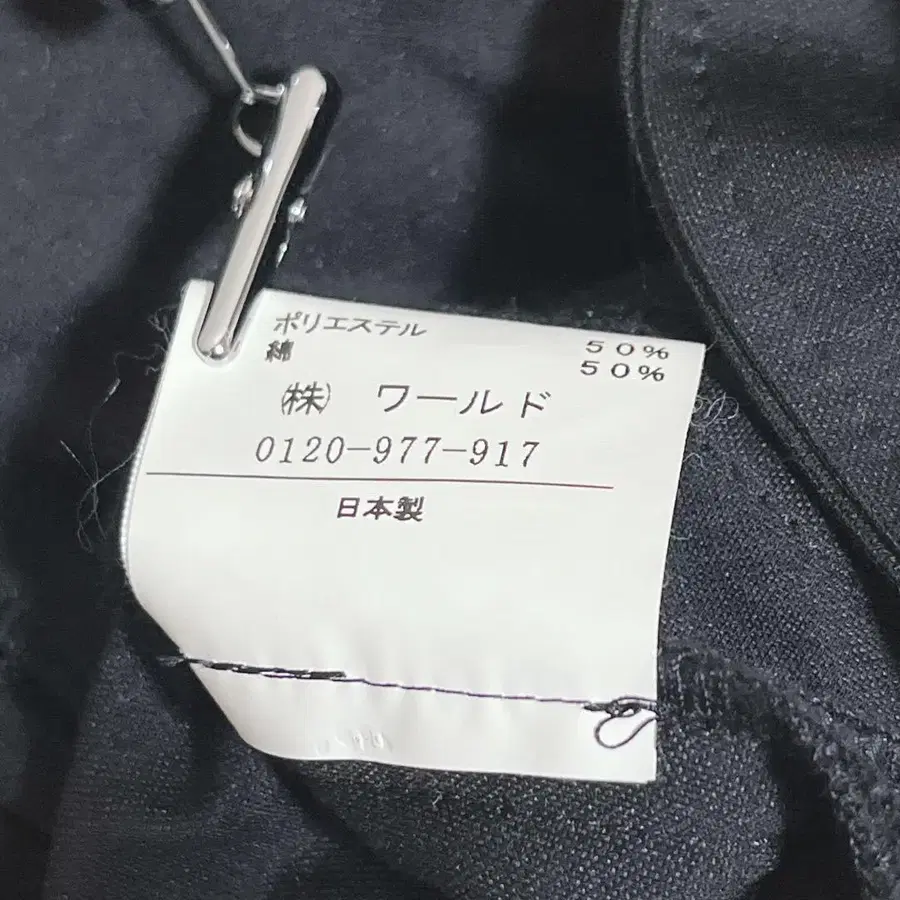 ポリエステル 50%
綿 50%
㈱ ワールド
0120-977-917
日本製